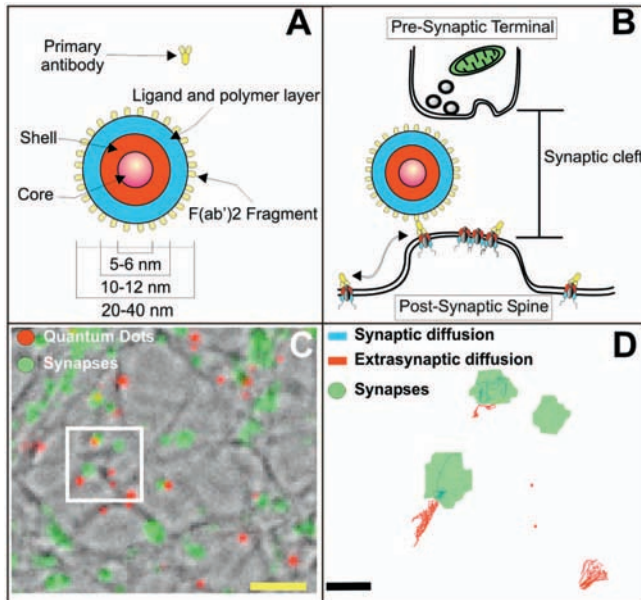 A
Primary
antibody
Ligand and polymer layer
Shell
Core
F(ab')2 Fragment
5-6 nm
10-12 nm
20-40 nm
B
Pre-Synaptic Terminal
Synaptic cleft
Post-Synaptic Spine
C
Quantum Dots
Synapses
D
Synaptic diffusion
Extrasynaptic diffusion
Synapses